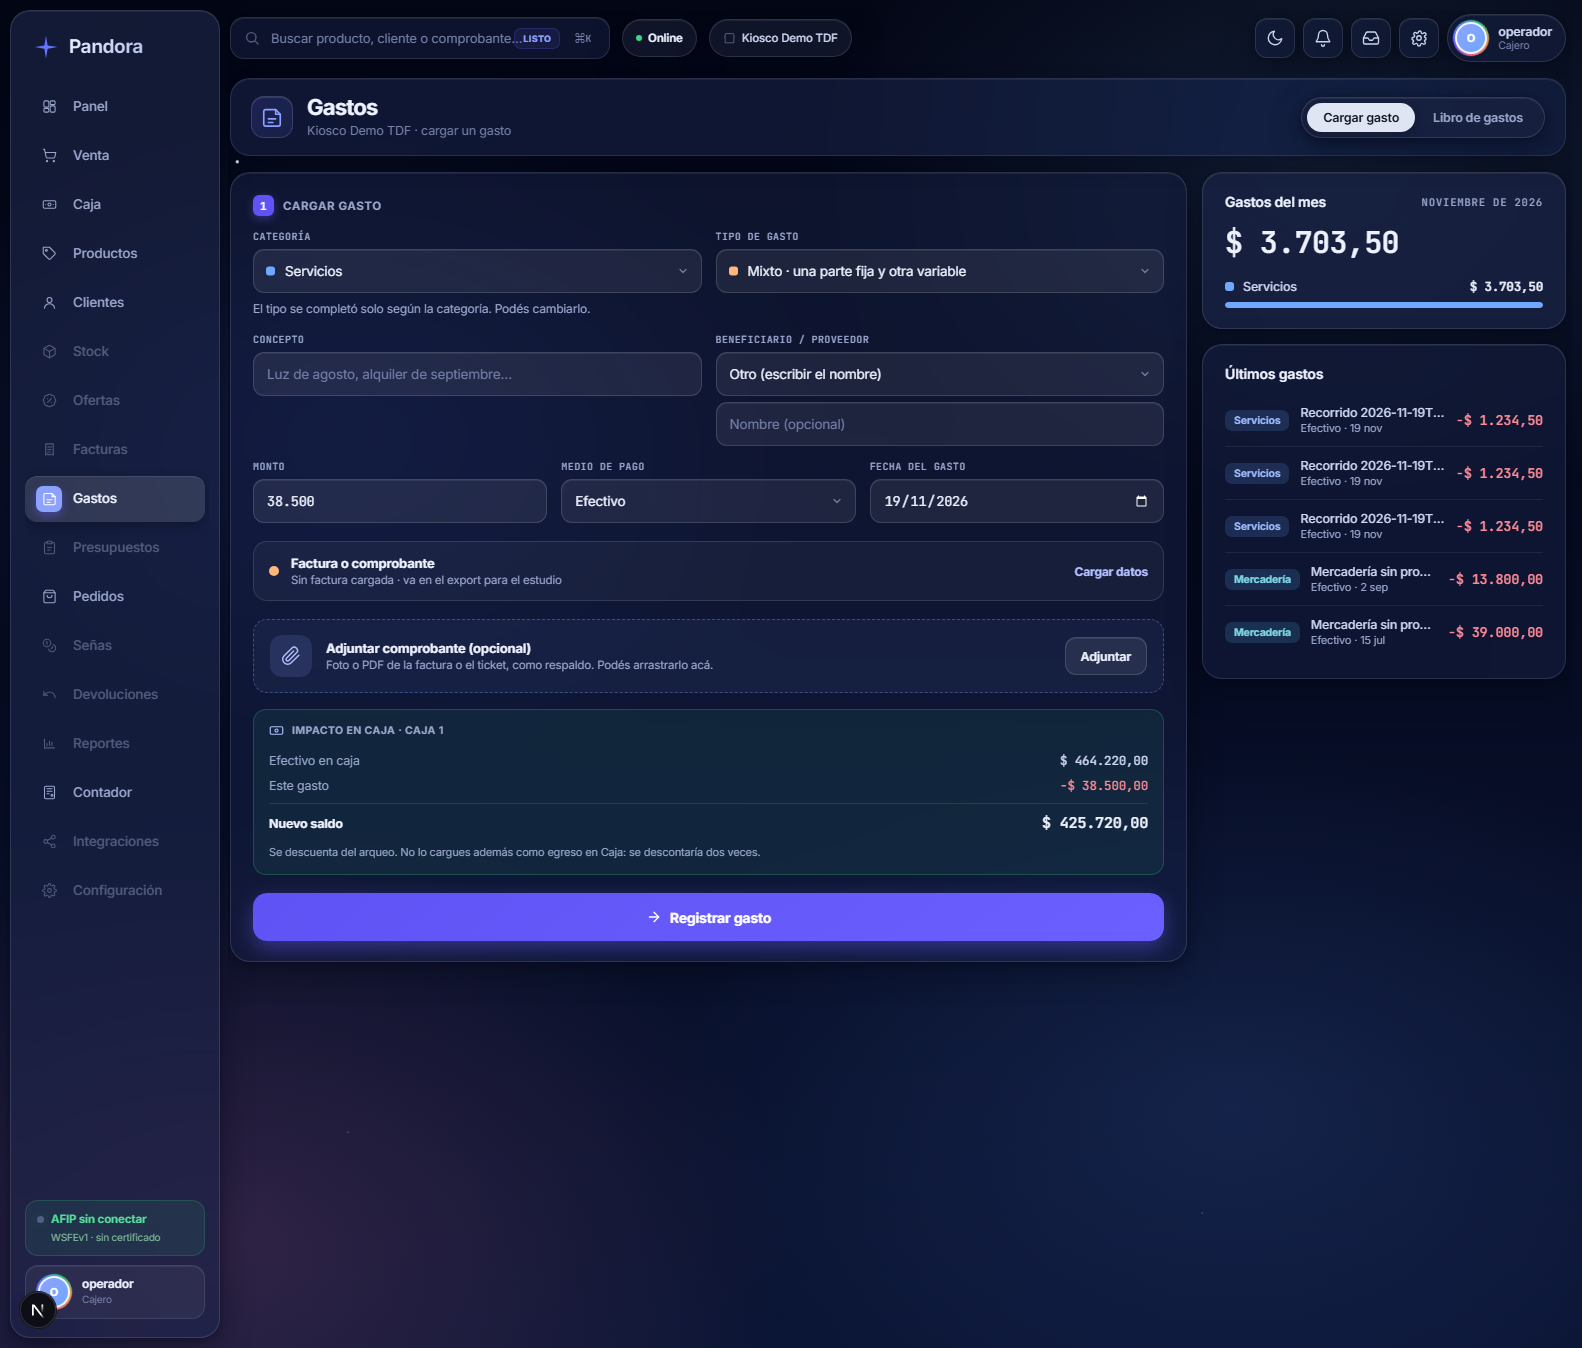 Pandora
Panel
Venta
Caja
Productos
Clientes
Stock
Ofertas
Facturas
Gastos
Presupuestos
Pedidos
Señas
Devoluciones
Reportes
Contador
Integraciones
Configuración
AFIP sin conectar
WSFEv1 · sin certificado
O
operador
Cajero
N
Buscar producto, cliente o comprobante...
LISTO
⌘K
Online
Kiosco Demo TDF
O
operador
Cajero
Gastos
Kiosco Demo TDF · cargar un gasto
Cargar gasto
Libro de gastos
1 CARGAR GASTO
CATEGORÍA
Servicios
El tipo se completó solo según la categoría. Podés cambiarlo.
TIPO DE GASTO
Mixto · una parte fija y otra variable
CONCEPTO
Luz de agosto, alquiler de septiembre...
BENEFICIARIO / PROVEEDOR
Otro (escribir el nombre)
Nombre (opcional)
MONTO
38.500
MEDIO DE PAGO
Efectivo
FECHA DEL GASTO
19/11/2026
Factura o comprobante
Sin factura cargada · va en el export para el estudio
Cargar datos
Adjuntar comprobante (opcional)
Foto o PDF de la factura o el ticket, como respaldo. Podés arrastrarlo acá.
Adjuntar
IMPACTO EN CAJA · CAJA 1
Efectivo en caja $ 464.220,00
Este gasto -$ 38.500,00
Nuevo saldo $ 425.720,00
Se descuenta del arqueo. No lo cargues además como egreso en Caja: se descontaría dos veces.
→ Registrar gasto
Gastos del mes
NOVIEMBRE DE 2026
$ 3.703,50
Servicios $ 3.703,50
Últimos gastos
Servicios Recorrido 2026-11-19T... -$ 1.234,50
Efectivo · 19 nov
Servicios Recorrido 2026-11-19T... -$ 1.234,50
Efectivo · 19 nov
Servicios Recorrido 2026-11-19T... -$ 1.234,50
Efectivo · 19 nov
Mercadería Mercadería sin pro... -$ 13.800,00
Efectivo · 2 sep
Mercadería Mercadería sin pro... -$ 39.000,00
Efectivo · 15 jul